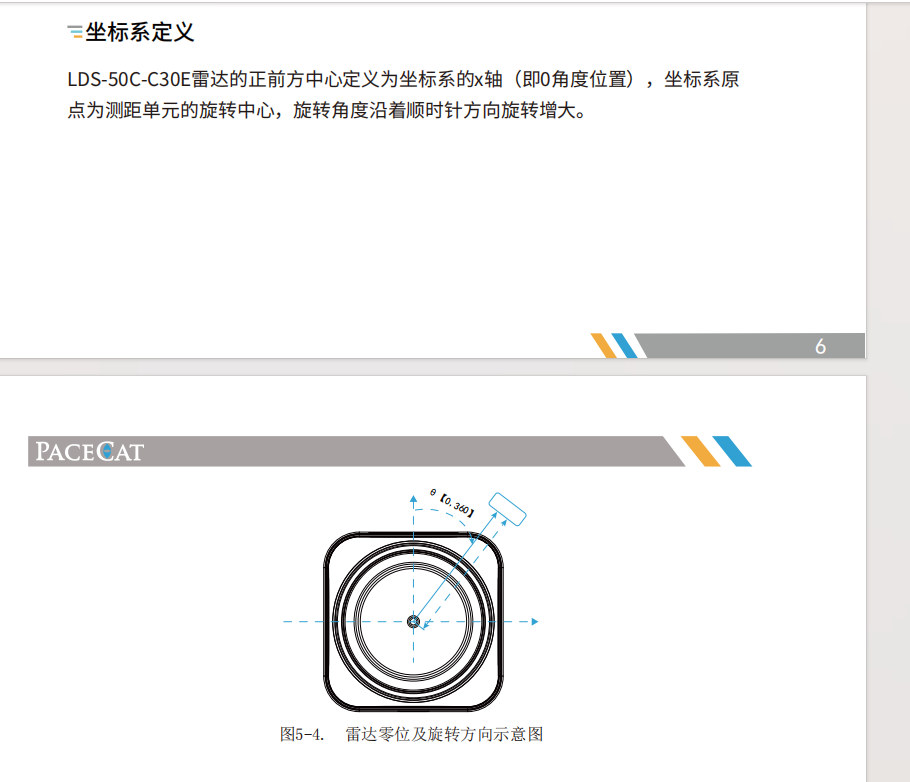 坐标系定义
LDS-50C-C30E雷达的正前方中心定义为坐标系的x轴（即0角度位置），坐标系原
点为测距单元的旋转中心，旋转角度沿着顺时针方向旋转增大。
6
PACECAT
θ【0,360】
图5-4. 雷达零位及旋转方向示意图